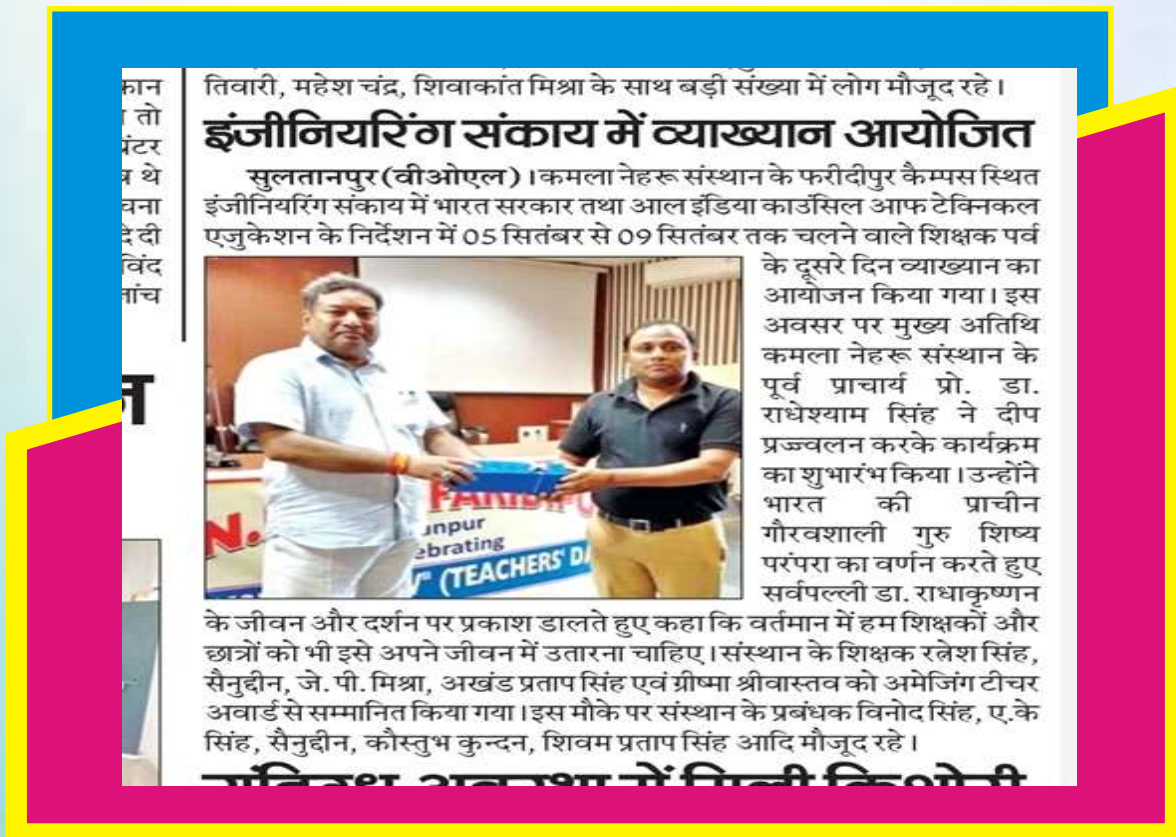 कान
तो
पंटर
थे
चना
दे दी
विंद
जांच
तिवारी, महेश चंद्र, शिवाकांत मिश्रा के साथ बड़ी संख्या में लोग मौजूद रहे।
इंजीनियरिंग संकाय में व्याख्यान आयोजित
सुलतानपुर (वीओएल)। कमला नेहरू संस्थान के फरीदीपुर कैम्पस स्थित
इंजीनियरिंग संकाय में भारत सरकार तथा आल इंडिया काउंसिल आफ टेक्निकल
एजुकेशन के निर्देशन में 05 सितंबर से 09 सितंबर तक चलने वाले शिक्षक पर्व
के दूसरे दिन व्याख्यान का
आयोजन किया गया। इस
अवसर पर मुख्य अतिथि
कमला नेहरू संस्थान के
पूर्व प्राचार्य प्रो. डा.
राधेश्याम सिंह ने दीप
प्रज्ज्वलन करके कार्यक्रम
का शुभारंभ किया। उन्होंने
भारत की प्राचीन
गौरवशाली गुरु शिष्य
परंपरा का वर्णन करते हुए
सर्वपल्ली डा. राधाकृष्णन
के जीवन और दर्शन पर प्रकाश डालते हुए कहा कि वर्तमान में हम शिक्षकों और
छात्रों को भी इसे अपने जीवन में उतारना चाहिए। संस्थान के शिक्षक रत्नेश सिंह,
सैनुद्दीन, जे. पी. मिश्रा, अखंड प्रताप सिंह एवं ग्रीष्मा श्रीवास्तव को अमेजिंग टीचर
अवार्ड से सम्मानित किया गया। इस मौके पर संस्थान के प्रबंधक विनोद सिंह, ए.के
सिंह, सैनुद्दीन, कौस्तुभ कुन्दन, शिवम प्रताप सिंह आदि मौजूद रहे।
N. FARIDIPU
unpur
ebrating
(TEACHERS' DA